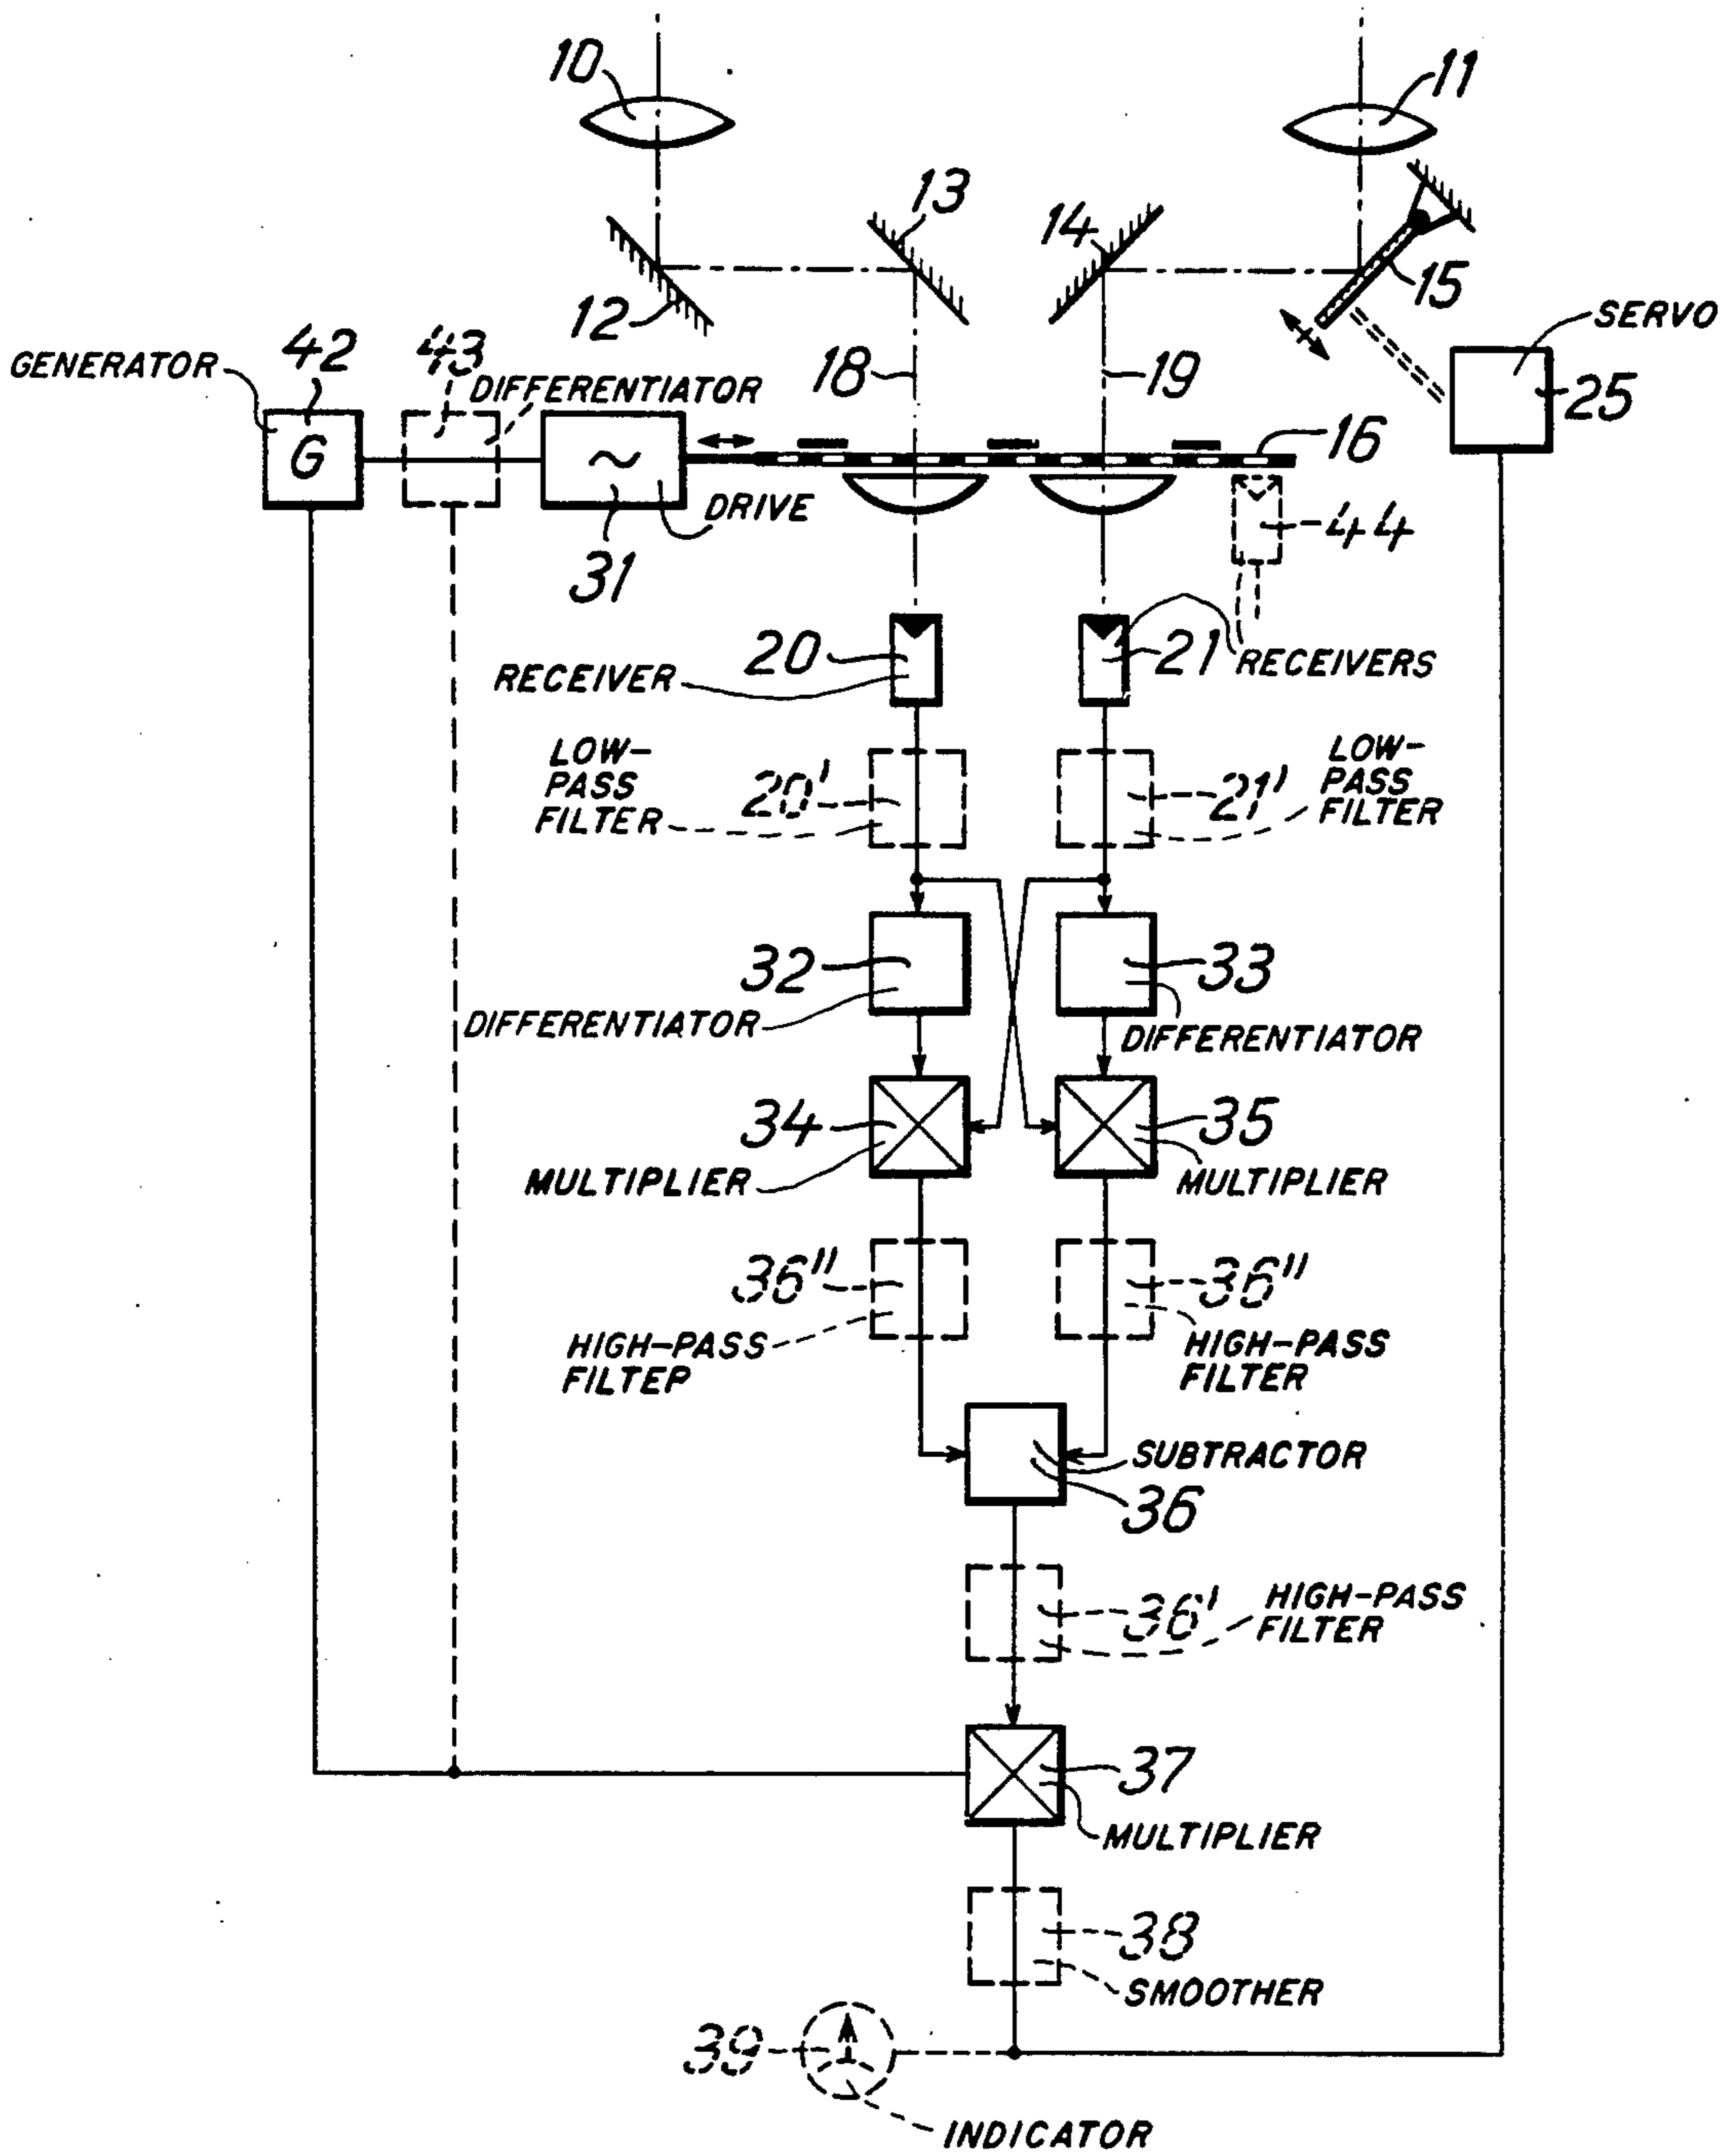 10
11
13
14
12
15
SERVO
25
GENERATOR
42
43
DIFFERENTIATOR
18
19
16
G
~
DRIVE
31
44
20
RECEIVER
21
RECEIVERS
LOW-
PASS
FILTER
20'
21'
LOW-
PASS
FILTER
32
DIFFERENTIATOR
33
DIFFERENTIATOR
34
MULTIPLIER
35
MULTIPLIER
36"
HIGH-PASS
FILTEP
36"
HIGH-PASS
FILTER
SUBTRACTOR
36
36'
HIGH-PASS
FILTER
37
MULTIPLIER
38
SMOOTHER
39
INDICATOR